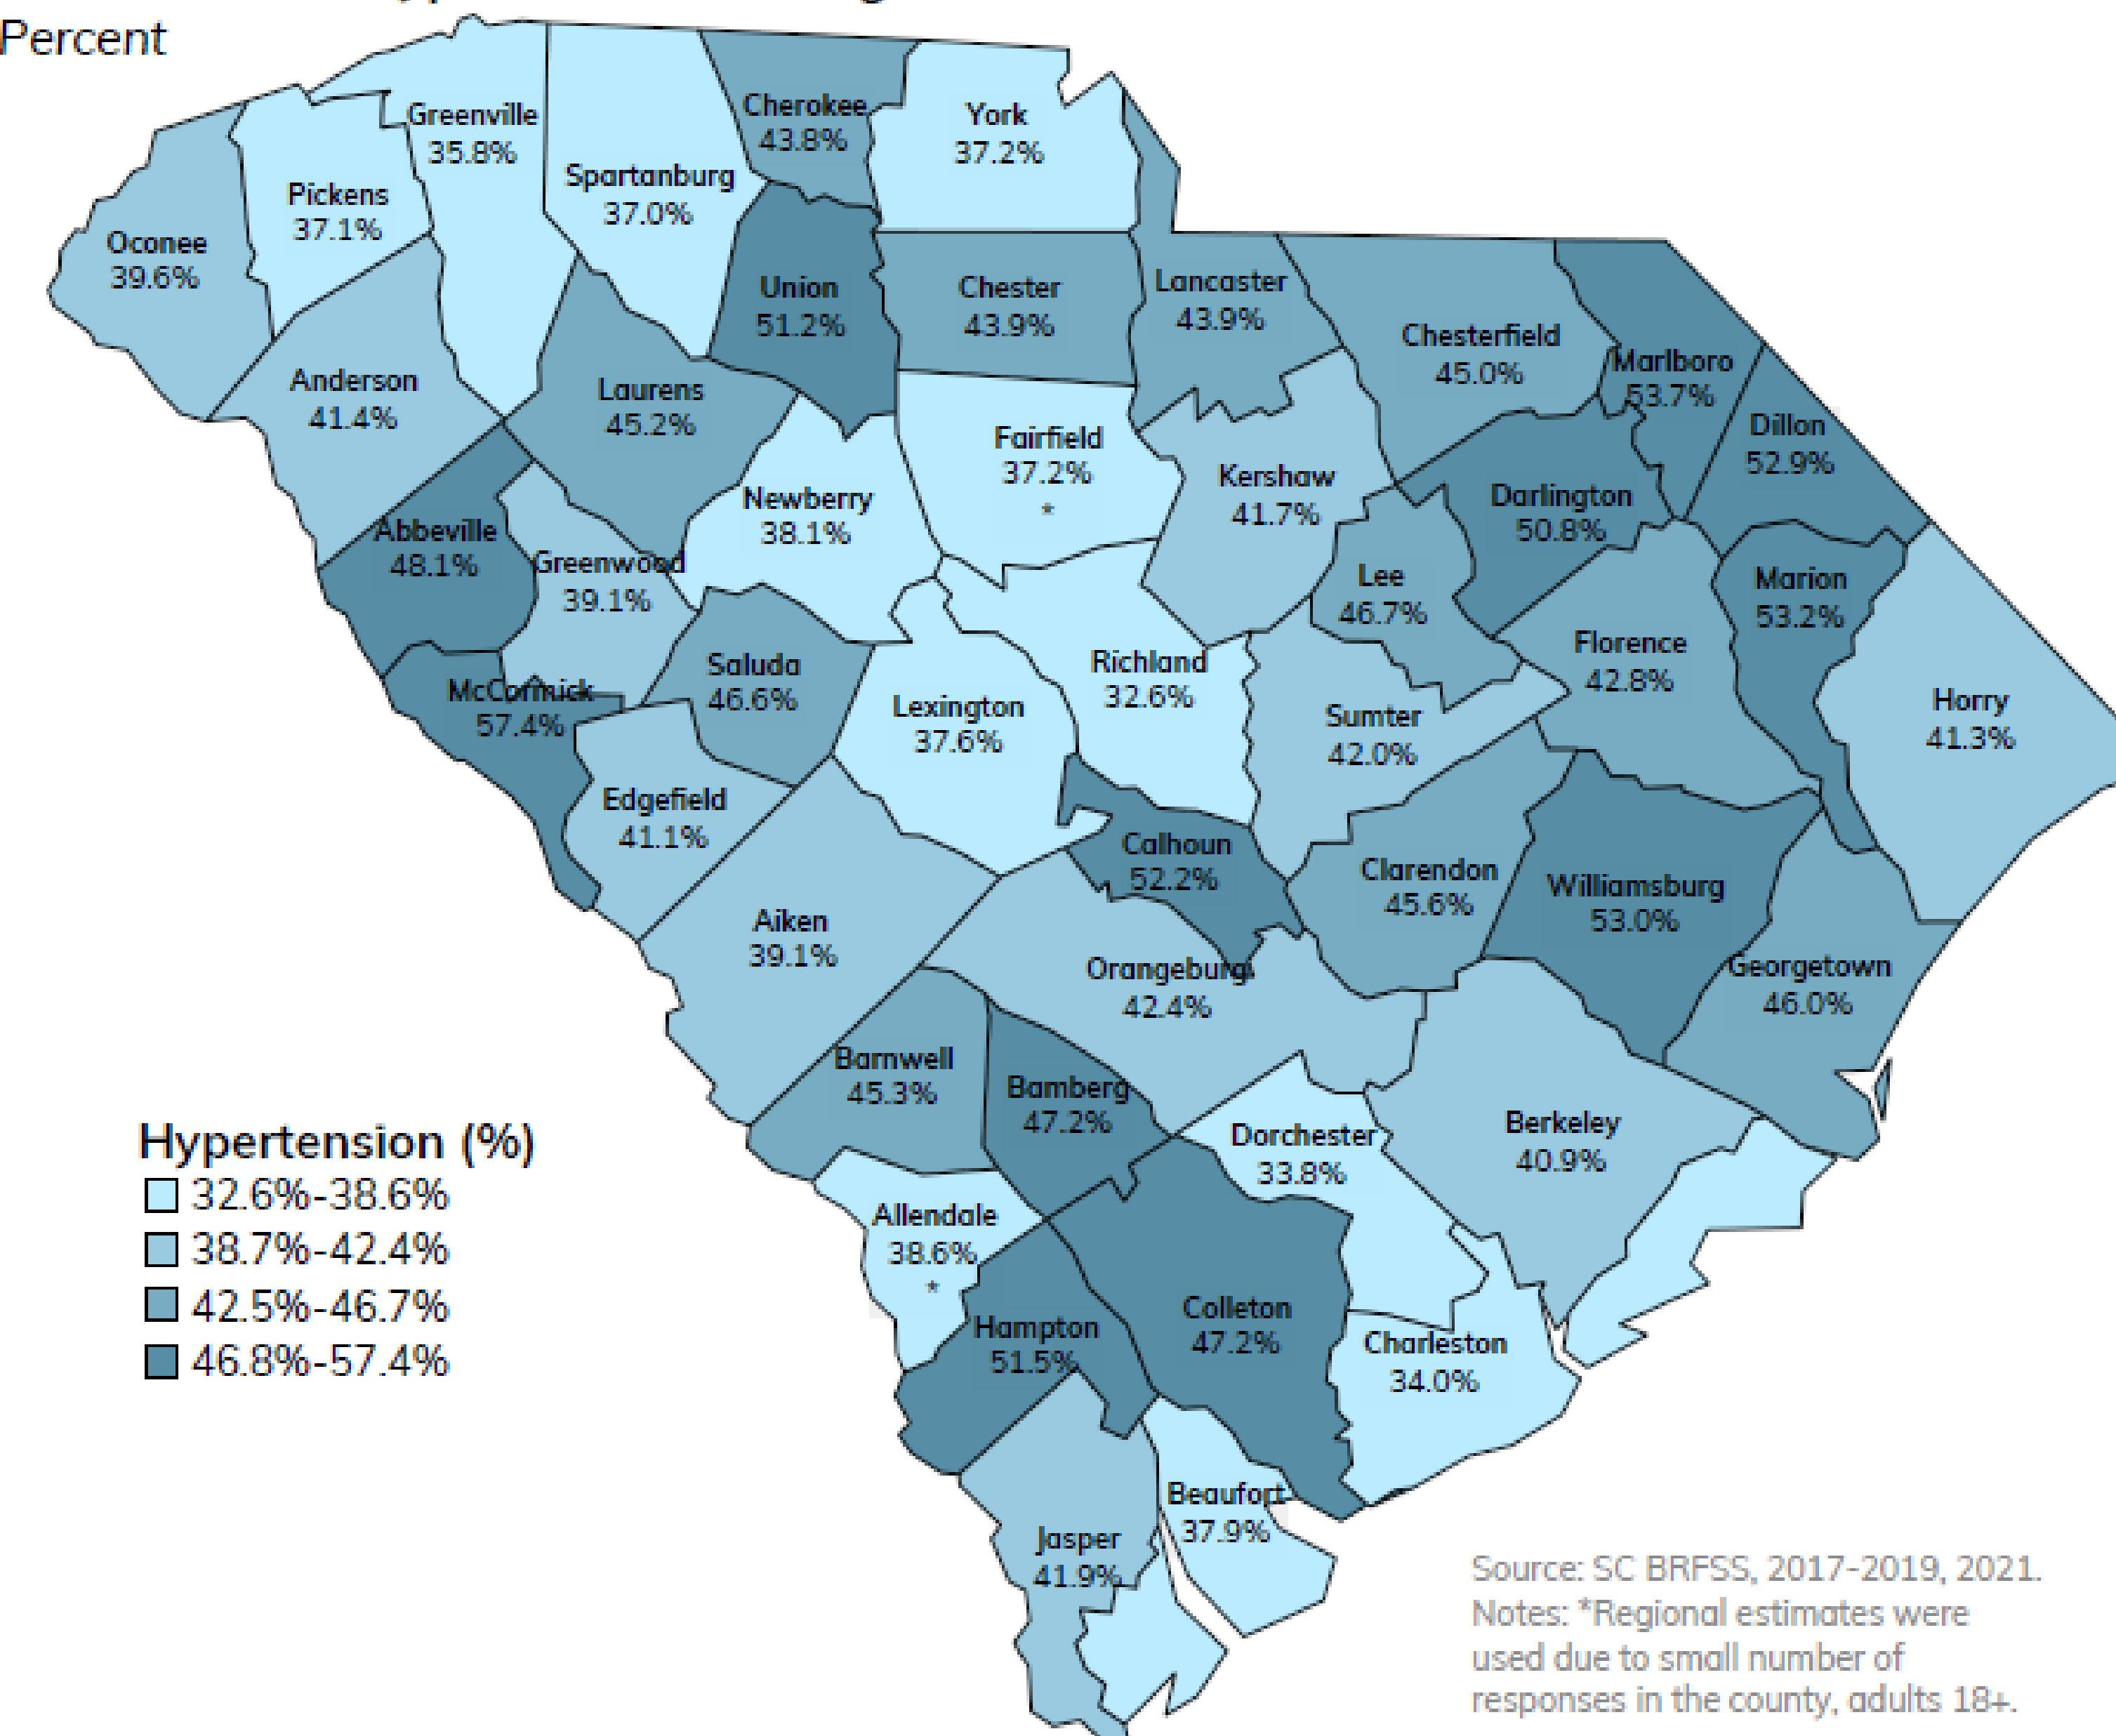 Percent
Greenville
35.8%
Cherokee
43.8%
York
37.2%
Spartanburg
37.0%
Pickens
37.1%
Oconee
39.6%
Union
51.2%
Chester
43.9%
Lancaster
43.9%
Chesterfield
45.0%
Marlboro
53.7%
Anderson
41.4%
Laurens
45.2%
Dillon
52.9%
Fairfield
37.2%
*
Kershaw
41.7%
Newberry
38.1%
Darlington
50.8%
Abbeville
48.1%
Greenwood
39.1%
Lee
46.7%
Marion
53.2%
Florence
42.8%
Saluda
46.6%
Richland
32.6%
McCormick
57.4%
Lexington
37.6%
Sumter
42.0%
Horry
41.3%
Edgefield
41.1%
Calhoun
52.2%
Clarendon
45.6%
Williamsburg
53.0%
Aiken
39.1%
Orangeburg
42.4%
Georgetown
46.0%
Barnwell
45.3%
Bamberg
47.2%
Dorchester
33.8%
Berkeley
40.9%
Allendale
38.6%
*
Hampton
51.5%
Colleton
47.2%
Charleston
34.0%
Beaufort
37.9%
Jasper
41.9%
Hypertension (%)
32.6%-38.6%
38.7%-42.4%
42.5%-46.7%
46.8%-57.4%
Source: SC BRFSS, 2017-2019, 2021.
Notes: *Regional estimates were
used due to small number of
responses in the county, adults 18+.